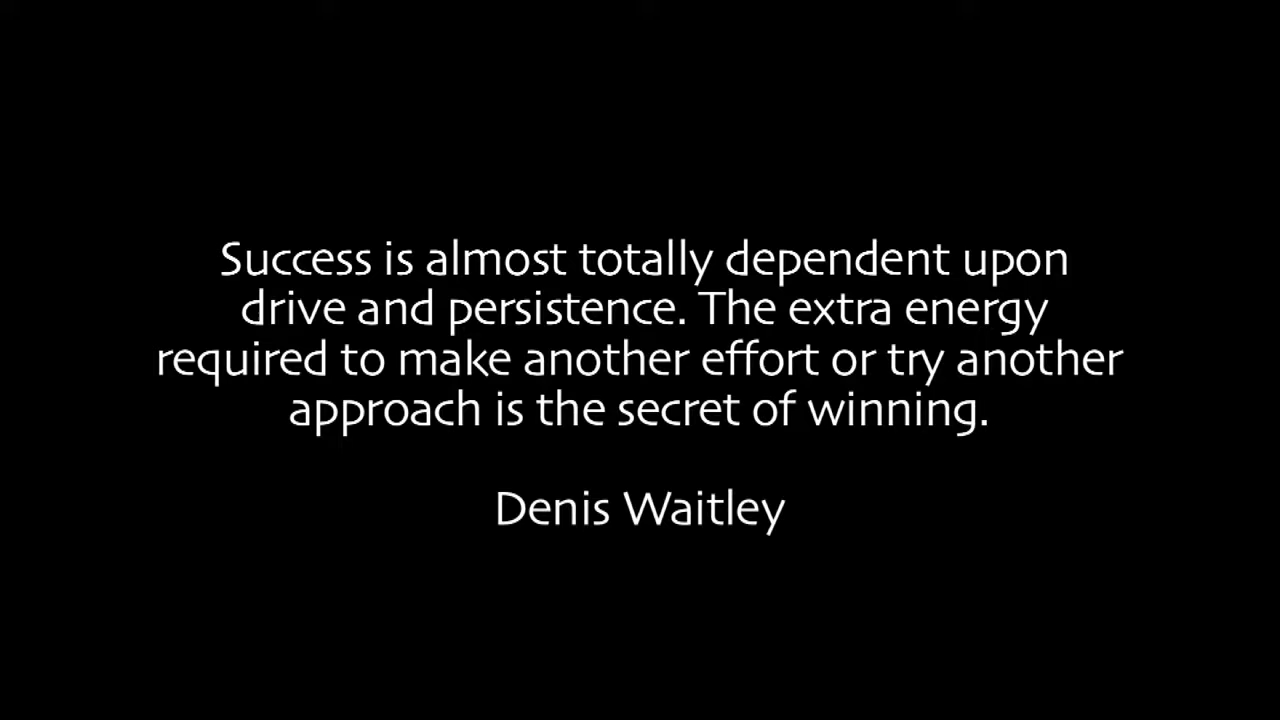 Success is almost totally dependent upon
drive and persistence. The extra energy
required to make another effort or try another
approach is the secret of winning.
Denis Waitley